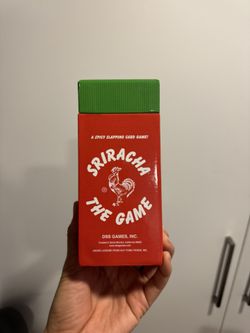 A SPICY SLAPPING CARD GAME!
SRIRACHA
®
THE GAME
DSS GAMES, INC.